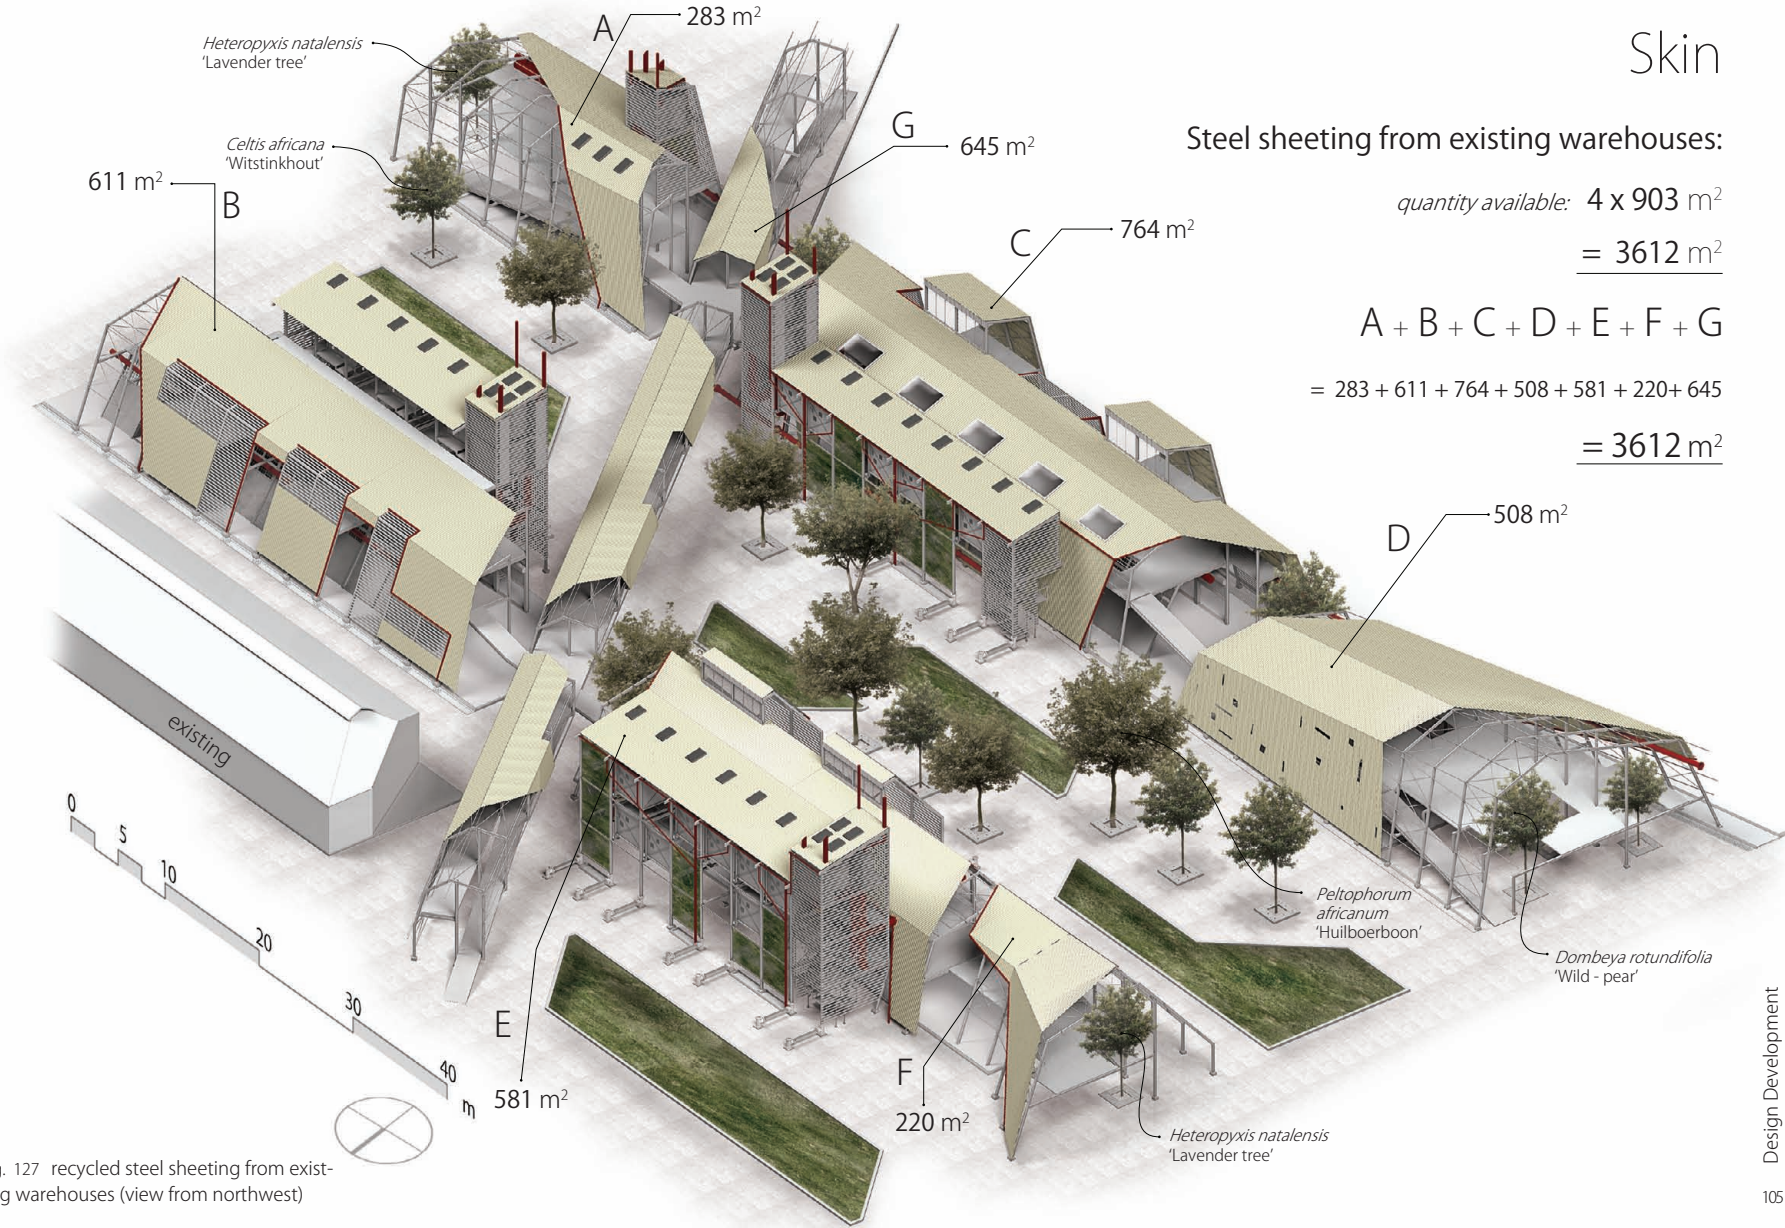 Skin
Steel sheeting from existing warehouses:
quantity available: 4 x 903 m²
= 3612 m²
A + B + C + D + E + F + G
= 283 + 611 + 764 + 508 + 581 + 220+ 645
= 3612 m²
A
283 m²
Heteropyxis natalensis
'Lavender tree'
Celtis africana
'Witstinkhout'
G
645 m²
611 m²
B
C
764 m²
D
508 m²
existing
0
5
10
20
30
40
m
E
581 m²
F
220 m²
Peltophorum
africanum
'Huilboerboon'
Dombeya rotundifolia
'Wild - pear'
Heteropyxis natalensis
'Lavender tree'
. 127 recycled steel sheeting from exist-
g warehouses (view from northwest)
Design Development
105